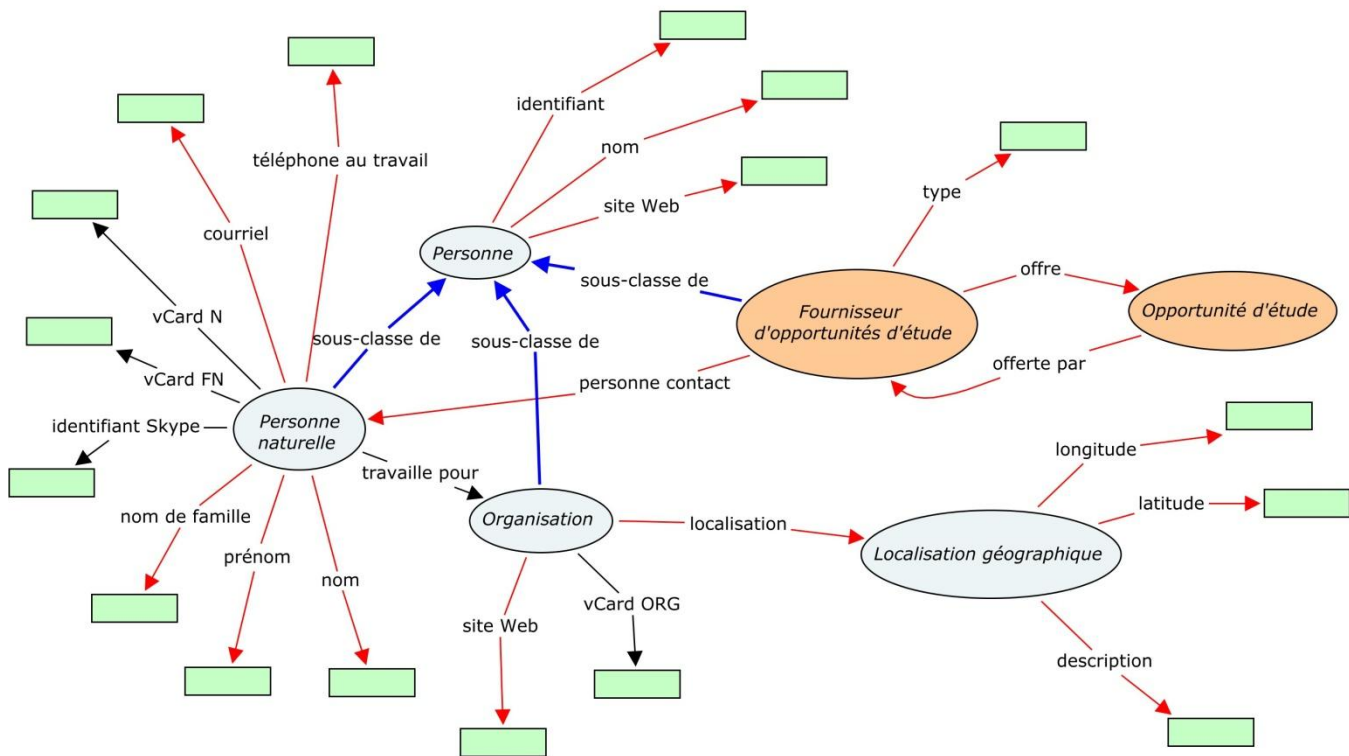 identifiant
nom
téléphone au travail
site Web
type
courriel
Personne
sous-classe de
offre
Fournisseur
d'opportunités d'étude
Opportunité d'étude
vCard N
sous-classe de
sous-classe de
offerte par
vCard FN
personne contact
identifiant Skype
Personne
naturelle
longitude
travaille pour
latitude
nom de famille
Organisation
localisation
Localisation géographique
prénom
nom
vCard ORG
site Web
description